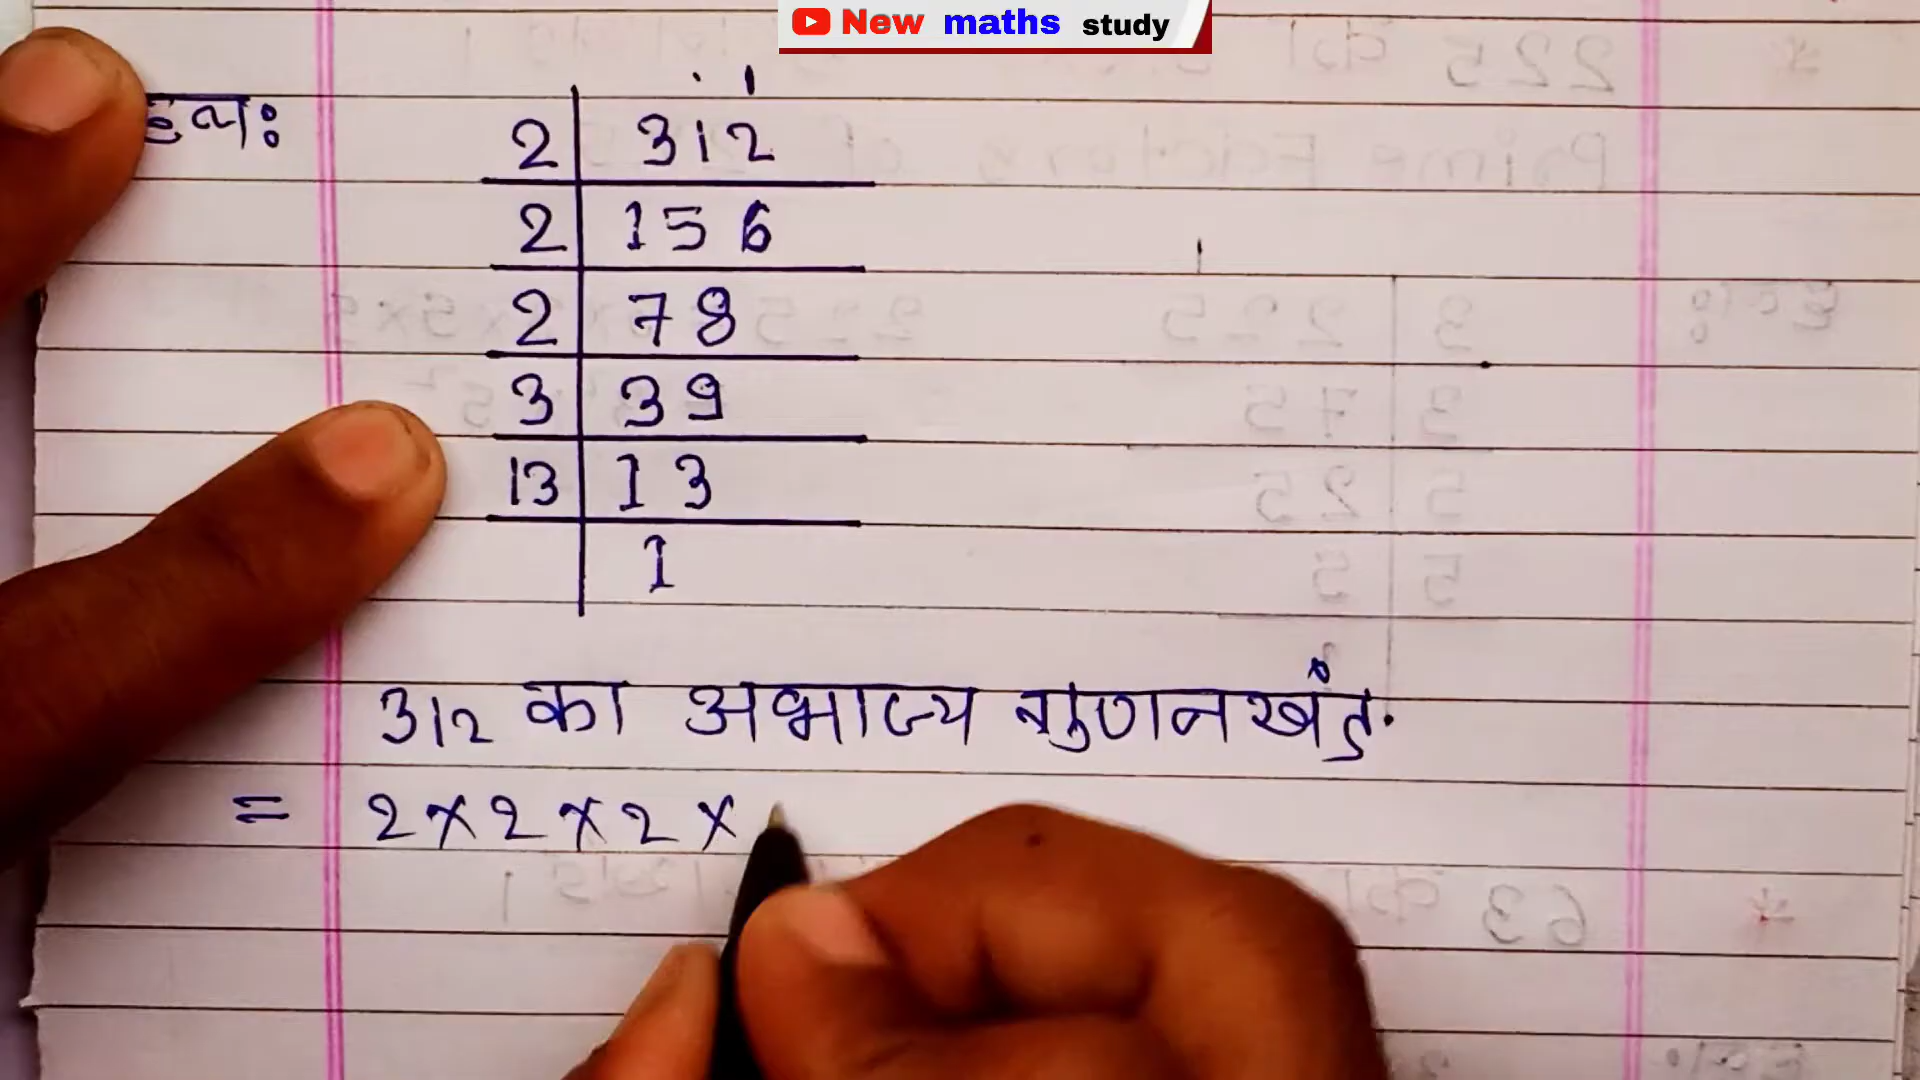 New maths study
2 | 312
2 | 156
2 | 78
3 | 39
13 | 13
1
312 का अभाज्य गुणनखंड
= 2 × 2 × 2 ×